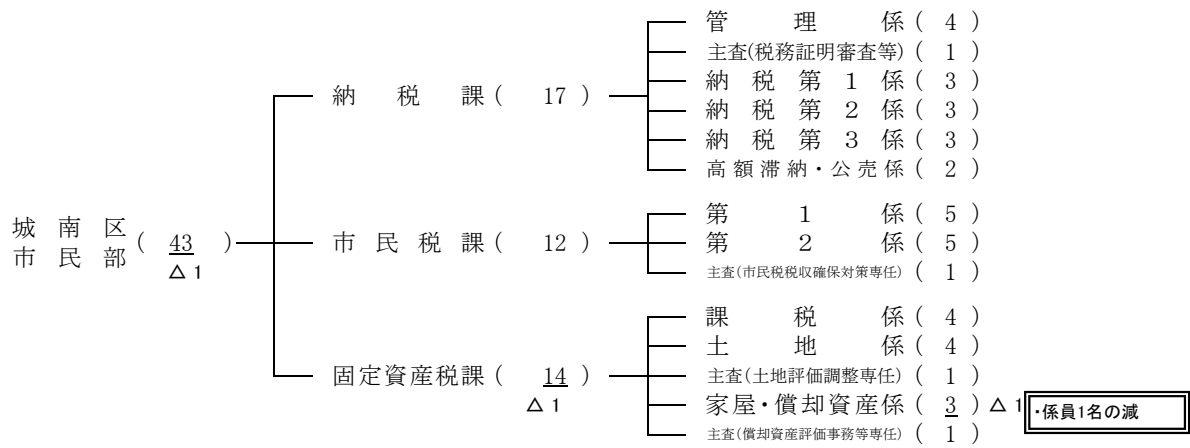 管理係( 4 )
主査(税務証明審査等)( 1 )
納税課( 17 )
納税第1係( 3 )
納税第2係( 3 )
納税第3係( 3 )
高額滞納・公売係( 2 )
城南区
市民部( 43 )
△ 1
第1係( 5 )
市民税課( 12 )
第2係( 5 )
主査(市民税税収確保対策専任)( 1 )
課税係( 4 )
土地係( 4 )
固定資産税課( 14 )
△ 1
主査(土地評価調整専任)( 1 )
家屋・償却資産係( 3 ) △ 1
・係員1名の減
主査(償却資産評価事務等専任)( 1 )